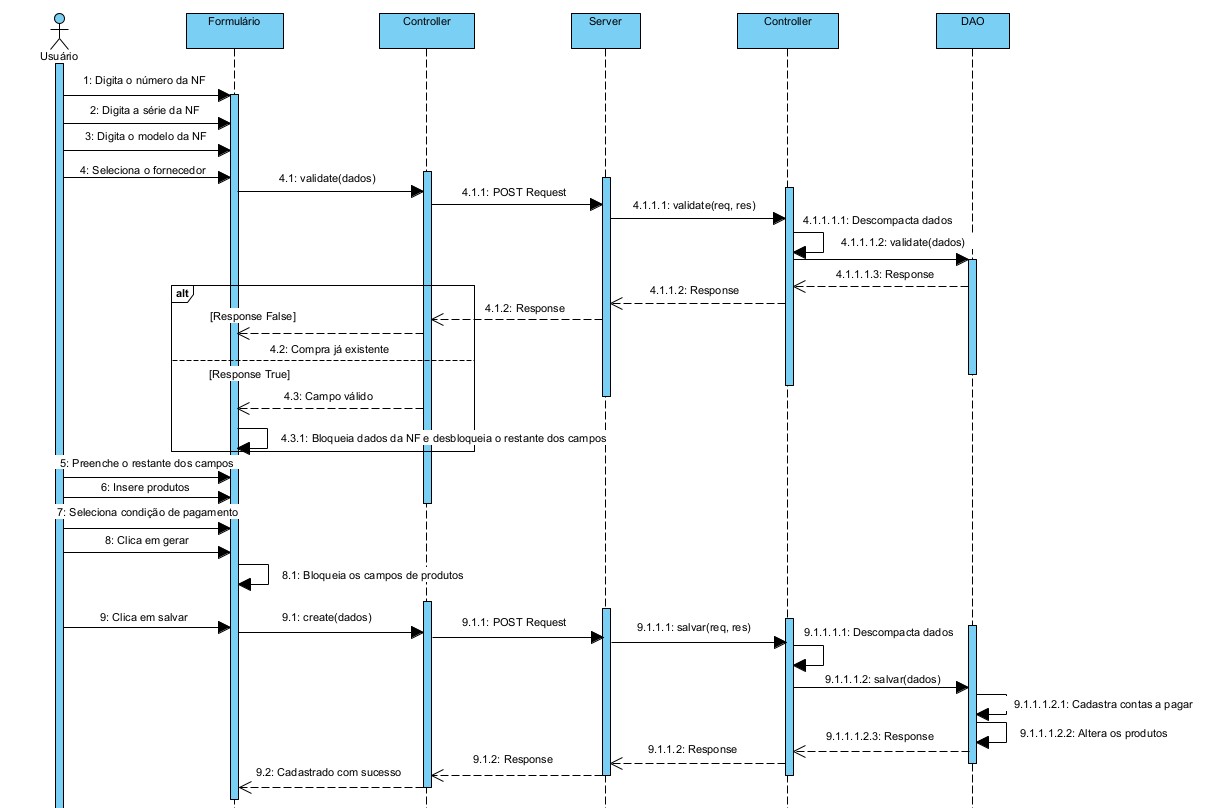 Usuário
Formulário
Controller
Server
Controller
DAO
1: Digita o número da NF
2: Digita a série da NF
3: Digita o modelo da NF
4: Seleciona o fornecedor
4.1: validate(dados)
4.1.1: POST Request
4.1.1.1: validate(req, res)
4.1.1.1.1: Descompacta dados
4.1.1.1.2: validate(dados)
4.1.1.1.3: Response
4.1.1.2: Response
4.1.2: Response
alt
[Response False]
4.2: Compra já existente
[Response True]
4.3: Campo válido
4.3.1: Bloqueia dados da NF e desbloqueia o restante dos campos
5: Preenche o restante dos campos
6: Insere produtos
7: Seleciona condição de pagamento
8: Clica em gerar
8.1: Bloqueia os campos de produtos
9: Clica em salvar
9.1: create(dados)
9.1.1: POST Request
9.1.1.1: salvar(req, res)
9.1.1.1.1: Descompacta dados
9.1.1.1.2: salvar(dados)
9.1.1.1.2.1: Cadastra contas a pagar
9.1.1.1.2.2: Altera os produtos
9.1.1.1.2.3: Response
9.1.1.2: Response
9.1.2: Response
9.2: Cadastrado com sucesso